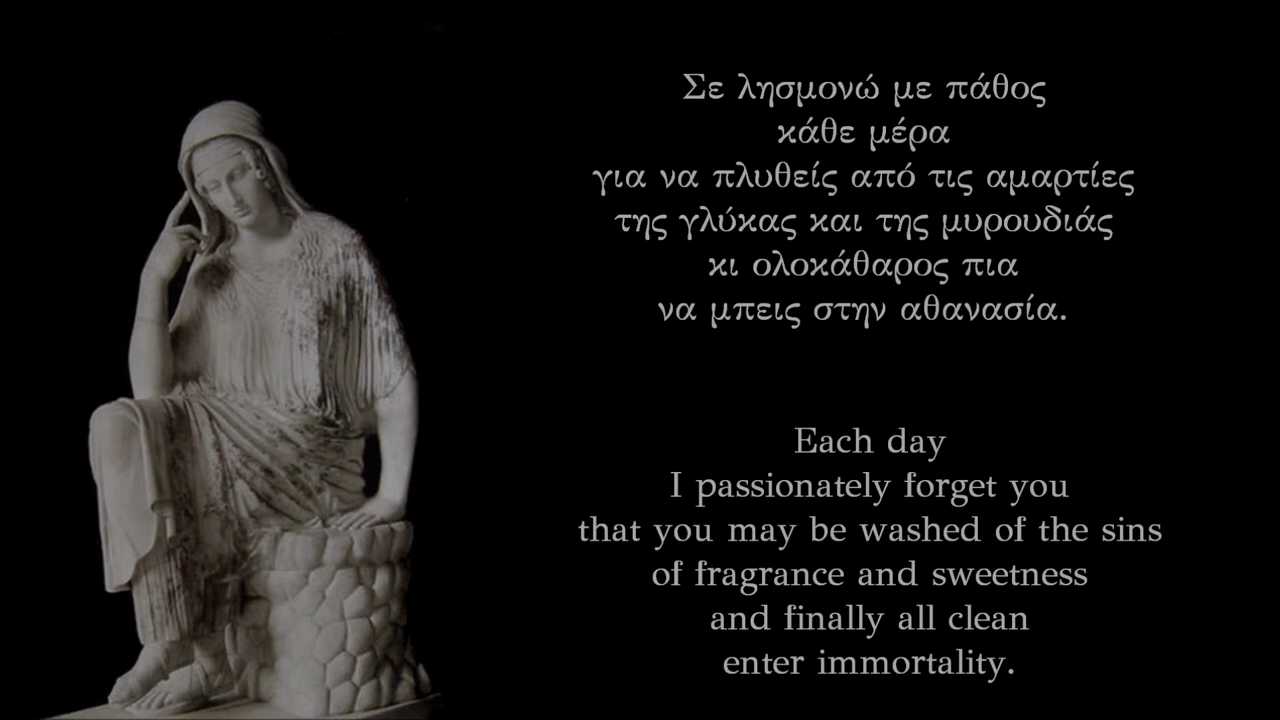 Σε λησμονώ με πάθος
κάθε μέρα
για να πλυθείς από τις αμαρτίες
της γλύκας και της μυρουδιάς
κι ολοκάθαρος πια
να μπεις στην αθανασία.
Each day
I passionately forget you
that you may be washed of the sins
of fragrance and sweetness
and finally all clean
enter immortality.